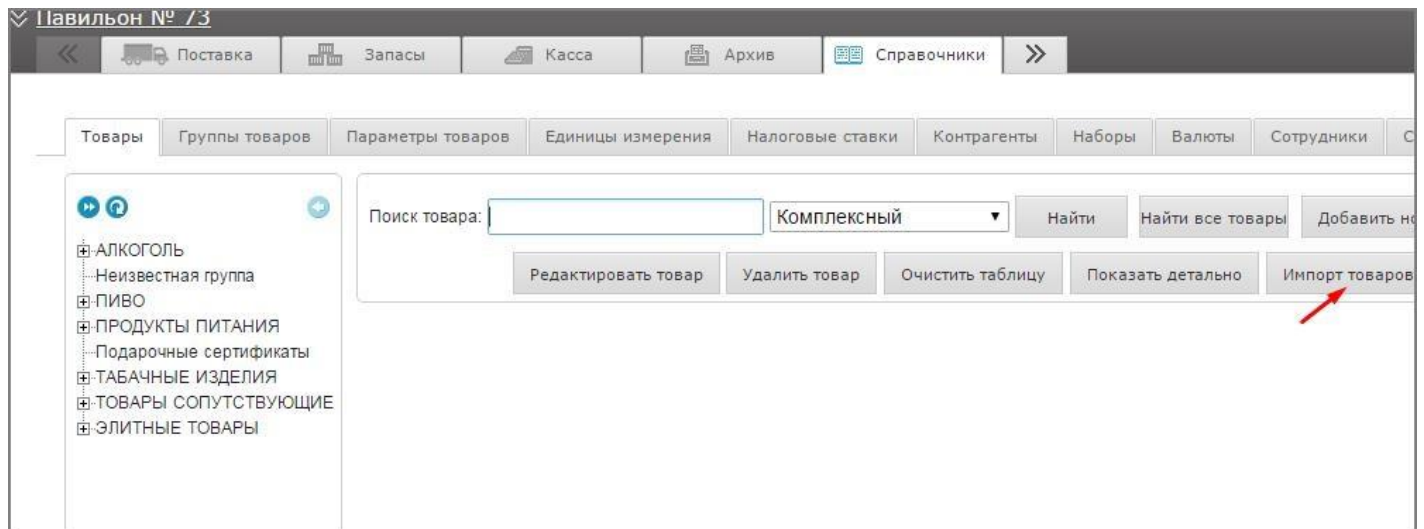 Павильон № 73
Поставка Запасы Касса Архив Справочники
Товары Группы товаров Параметры товаров Единицы измерения Налоговые ставки Контрагенты Наборы Валюты Сотрудники
Поиск товара: Комплексный Найти Найти все товары Добавить
Редактировать товар Удалить товар Очистить таблицу Показать детально Импорт товаров
АЛКОГОЛЬ
Неизвестная группа
ПИВО
ПРОДУКТЫ ПИТАНИЯ
Подарочные сертификаты
ТАБАЧНЫЕ ИЗДЕЛИЯ
ТОВАРЫ СОПУТСТВУЮЩИЕ
ЭЛИТНЫЕ ТОВАРЫ